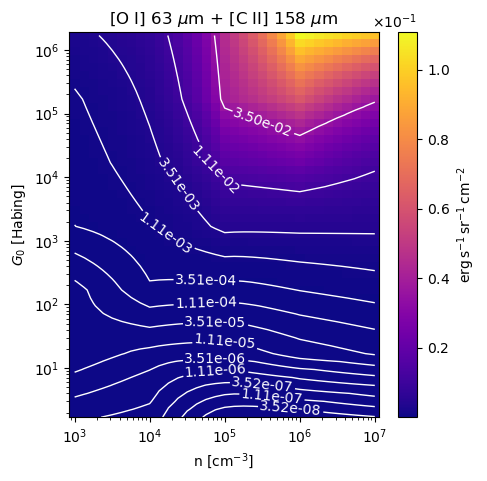 [O I] 63 μm + [C II] 158 μm
×10⁻¹
10⁶
10⁵
10⁴
10³
10²
10¹
G₀ [Habing]
3.50e-02
1.11e-02
3.51e-03
1.11e-03
3.51e-04
1.11e-04
3.51e-05
1.11e-05
3.51e-06
1.11e-06
3.52e-07
1.11e-07
3.52e-08
10³
10⁴
10⁵
10⁶
10⁷
n [cm⁻³]
1.0
0.8
0.6
0.4
0.2
erg s⁻¹ sr⁻¹ cm⁻²